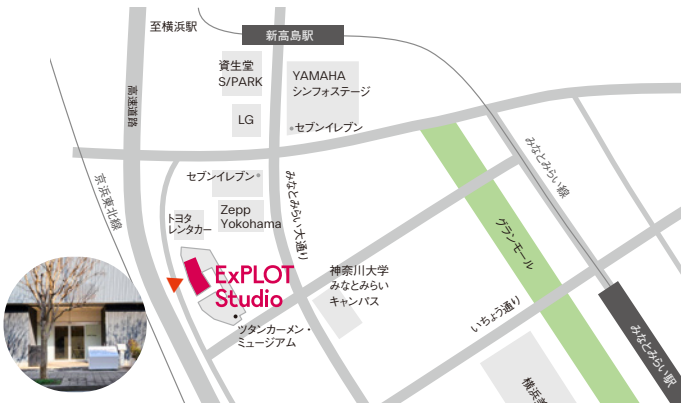 至横浜駅
新高島駅
資生堂
S/PARK
YAMAHA
シンフォステージ
LG
セブンイレブン
高速道路
京浜東北線
セブンイレブン
みなとみらい大通り
みなとみらい線
Zepp
Yokohama
トヨタ
レンタカー
グランモール
ExPLOT
Studio
神奈川大学
みなとみらい
キャンパス
いちょう通り
ツタンカーメン・
ミュージアム
みなとみらい駅
横浜美